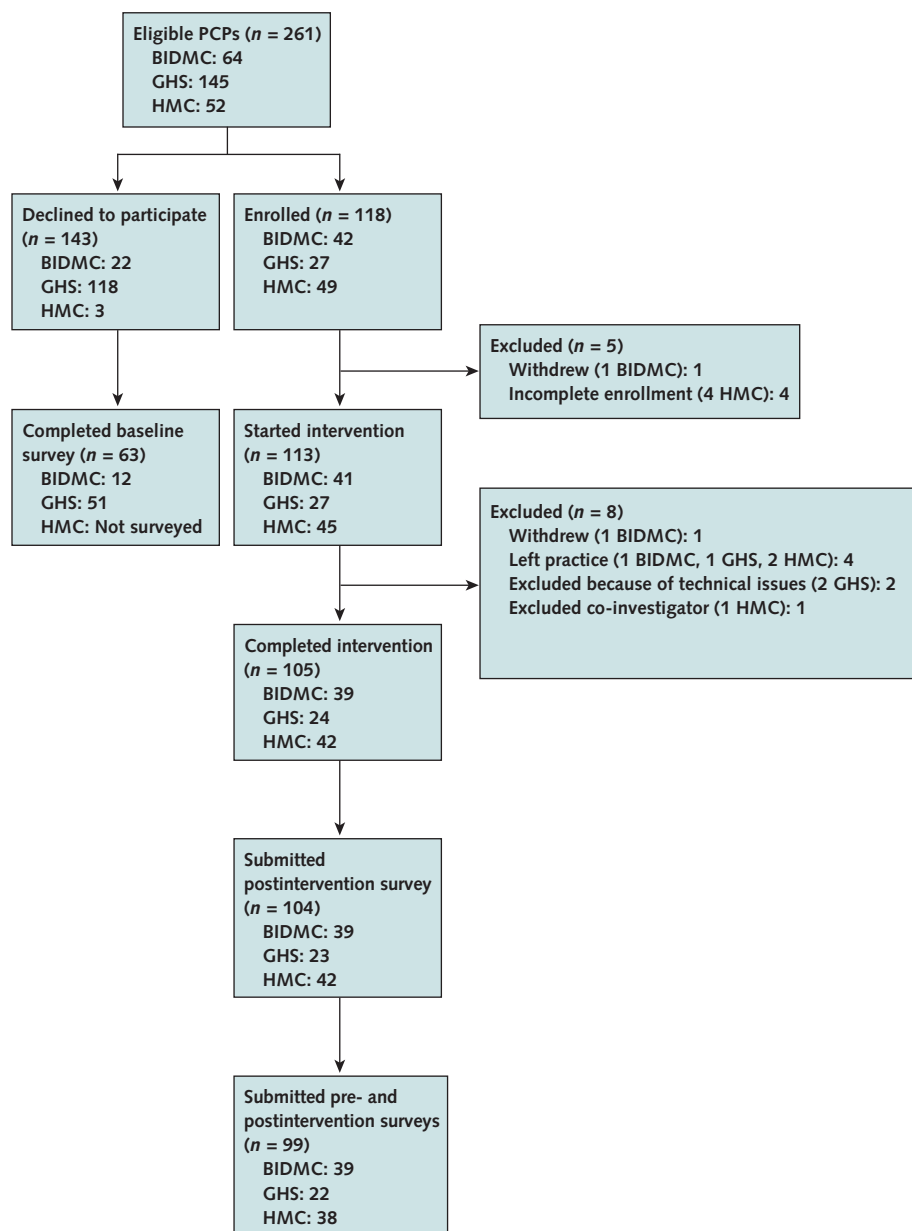 Eligible PCPs (n = 261)
BIDMC: 64
GHS: 145
HMC: 52
Declined to participate
(n = 143)
BIDMC: 22
GHS: 118
HMC: 3
Enrolled (n = 118)
BIDMC: 42
GHS: 27
HMC: 49
Excluded (n = 5)
Withdrew (1 BIDMC): 1
Incomplete enrollment (4 HMC): 4
Completed baseline
survey (n = 63)
BIDMC: 12
GHS: 51
HMC: Not surveyed
Started intervention
(n = 113)
BIDMC: 41
GHS: 27
HMC: 45
Excluded (n = 8)
Withdrew (1 BIDMC): 1
Left practice (1 BIDMC, 1 GHS, 2 HMC): 4
Excluded because of technical issues (2 GHS): 2
Excluded co-investigator (1 HMC): 1
Completed intervention
(n = 105)
BIDMC: 39
GHS: 24
HMC: 42
Submitted
postintervention survey
(n = 104)
BIDMC: 39
GHS: 23
HMC: 42
Submitted pre- and
postintervention surveys
(n = 99)
BIDMC: 39
GHS: 22
HMC: 38